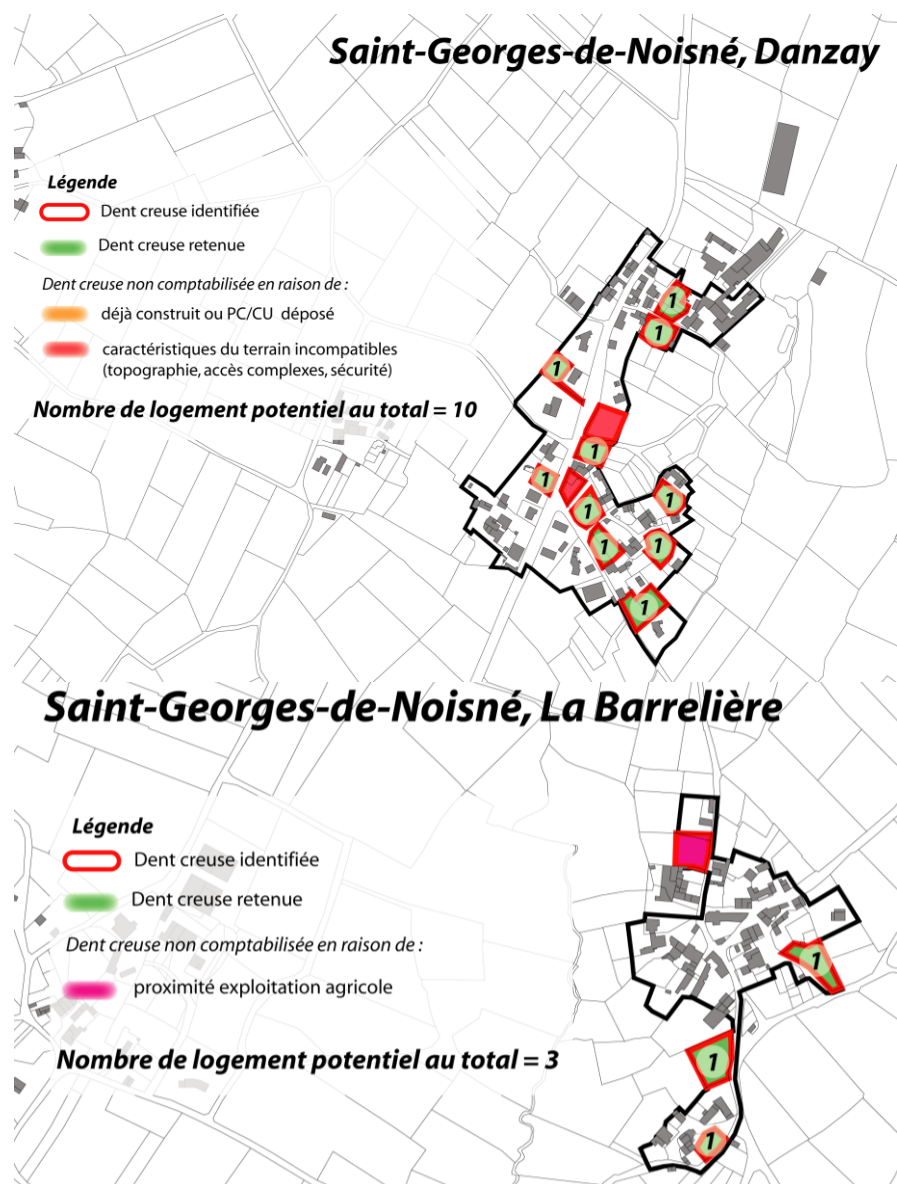 Saint-Georges-de-Noisné, Danzay
Légende
Dent creuse identifiée
Dent creuse retenue
Dent creuse non comptabilisée en raison de :
déjà construit ou PC/CU déposé
caractéristiques du terrain incompatibles
(topographie, accès complexes, sécurité)
Nombre de logement potentiel au total = 10
1
1
1
1
1
1
1
1
1
1
Saint-Georges-de-Noisné, La Barrelière
Légende
Dent creuse identifiée
Dent creuse retenue
Dent creuse non comptabilisée en raison de :
proximité exploitation agricole
Nombre de logement potentiel au total = 3
1
1
1